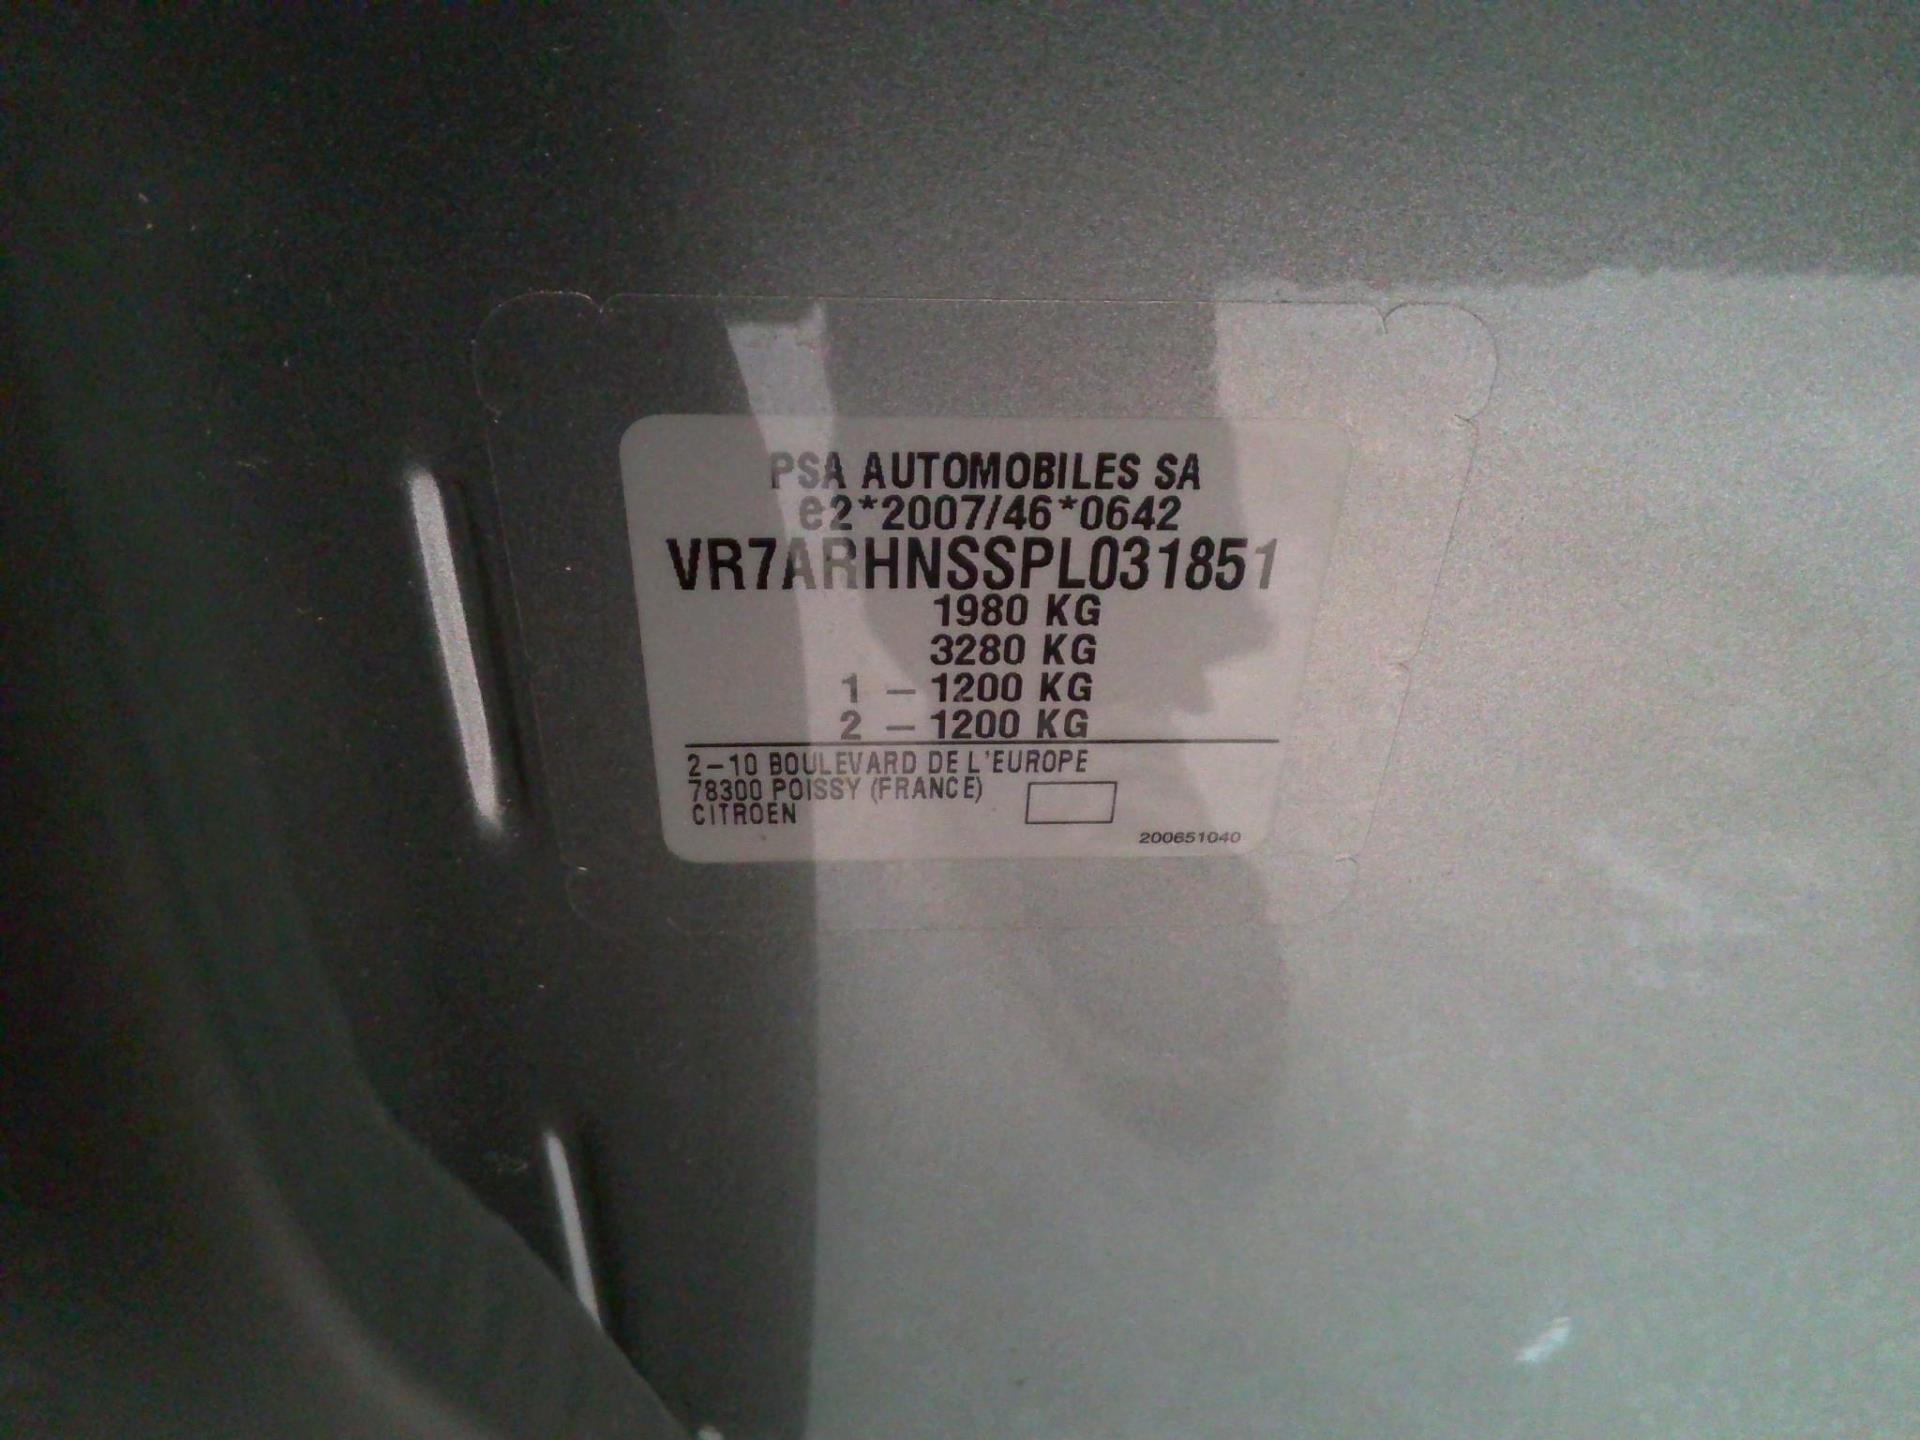 PSA AUTOMOBILES SA
e2*2007/46*0642
VR7ARHNSSPL031851
1980 KG
3280 KG
1 – 1200 KG
2 – 1200 KG
2–10 BOULEVARD DE L'EUROPE
78300 POISSY (FRANCE)
CITROEN
200651040